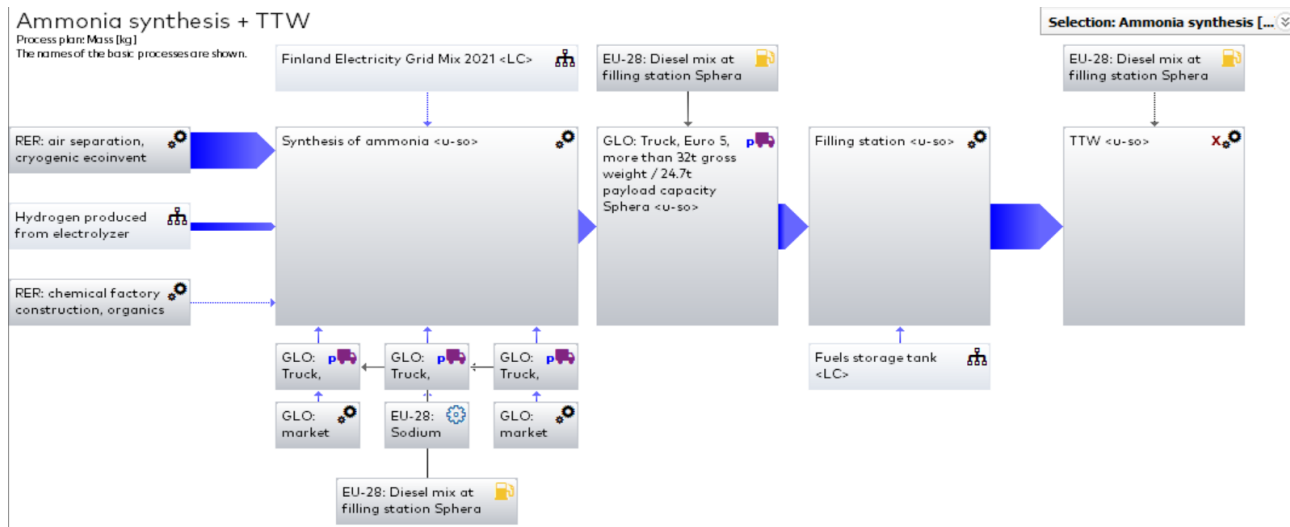 Ammonia synthesis + TTW
Process plan: Mass [kg]
The names of the basic processes are shown.
Selection: Ammonia synthesis [...
Finland Electricity Grid Mix 2021 <LC>
EU-28: Diesel mix at
filling station Sphera
EU-28: Diesel mix at
filling station Sphera
RER: air separation,
cryogenic ecoinvent
Synthesis of ammonia <u-so>
GLO: Truck, Euro 5,
more than 32t gross
weight / 24.7t
payload capacity
Sphera <u-so>
p
Filling station <u-so>
TTW <u-so>
X
Hydrogen produced
from electrolyzer
RER: chemical factory
construction, organics
GLO:
Truck,
p
GLO:
Truck,
p
GLO:
Truck,
p
Fuels storage tank
<LC>
GLO:
market
EU-28:
Sodium
GLO:
market
EU-28: Diesel mix at
filling station Sphera